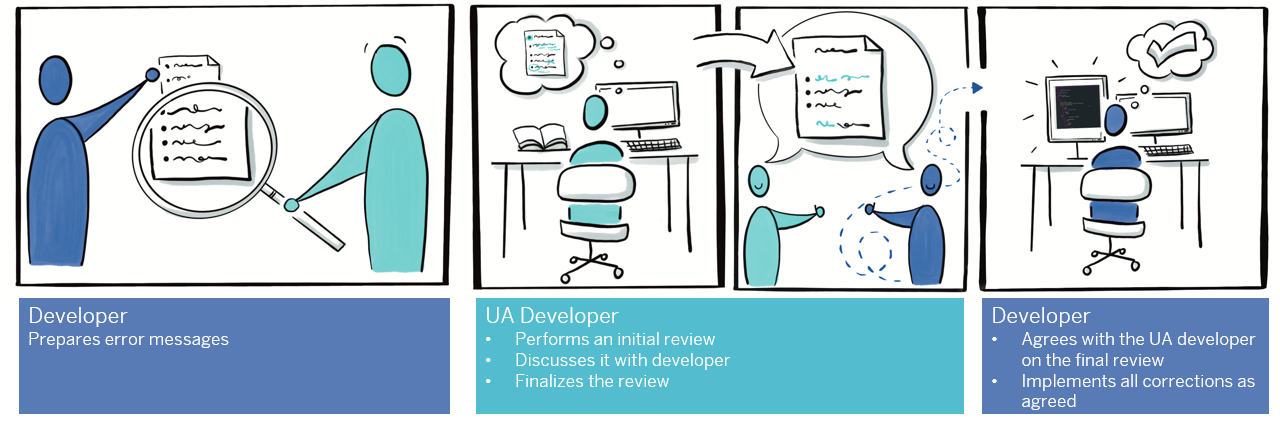 Developer
Prepares error messages
UA Developer
• Performs an initial review
• Discusses it with developer
• Finalizes the review
Developer
• Agrees with the UA developer
on the final review
• Implements all corrections as
agreed